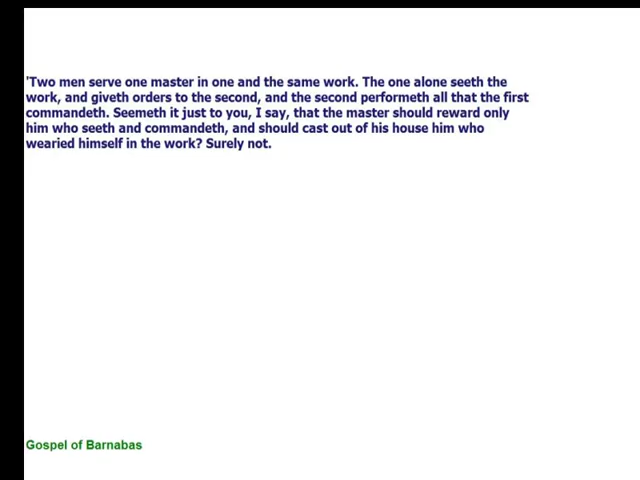 'Two men serve one master in one and the same work. The one alone seeth the
work, and giveth orders to the second, and the second performeth all that the first
commandeth. Seemeth it just to you, I say, that the master should reward only
him who seeth and commandeth, and should cast out of his house him who
wearied himself in the work? Surely not.
Gospel of Barnabas